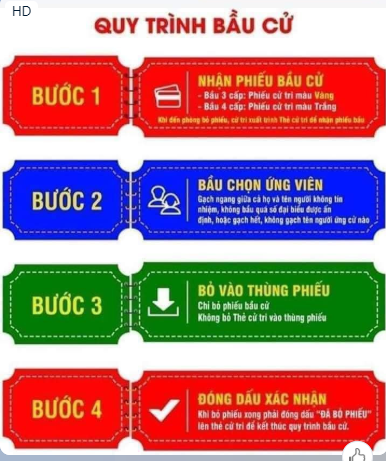 HD
QUY TRÌNH BẦU CỬ
BƯỚC 1
NHẬN PHIẾU BẦU CỬ
- Bầu 3 cấp: Phiếu cử tri màu Vàng
- Bầu 4 cấp: Phiếu cử tri màu Trắng
Khi đến phòng bỏ phiếu, cử tri xuất trình Thẻ cử tri để nhận phiếu bầu
BƯỚC 2
BẦU CHỌN ỨNG VIÊN
Gạch ngang giữa cả họ và tên người không tín
nhiệm, không bầu quá số đại biểu được ấn
định, hoặc gạch hết, không gạch tên người ứng cử nào
BƯỚC 3
BỎ VÀO THÙNG PHIẾU
Chỉ bỏ phiếu bầu cử
Không bỏ Thẻ cử tri vào thùng phiếu
BƯỚC 4
ĐÓNG DẤU XÁC NHẬN
Khi bỏ phiếu xong phải đóng dấu "ĐÃ BỎ PHIẾU"
lên thẻ cử tri để kết thúc quy trình bầu cử.